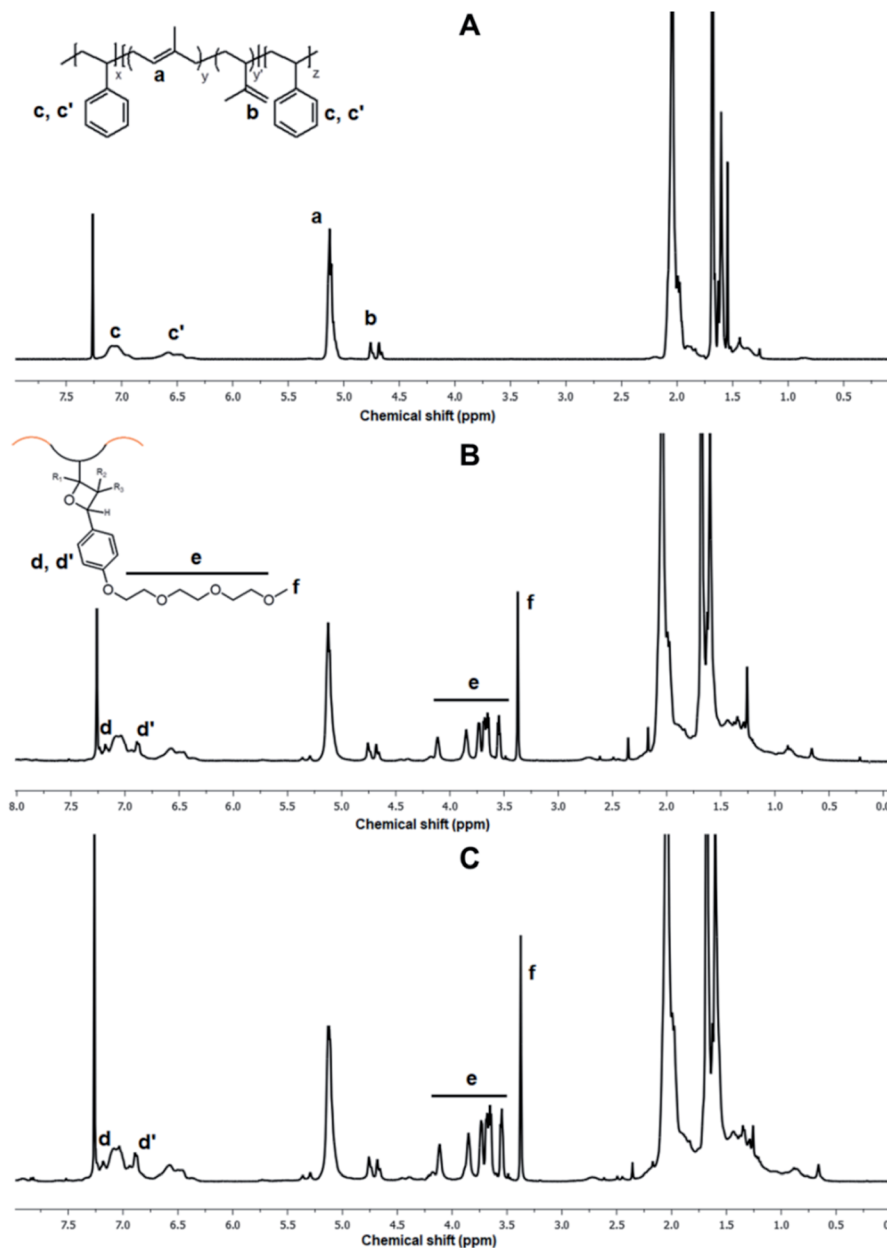 A
x
y
y'
z
a
b
c, c'
c, c'
a
b
c
c'
7.5 7.0 6.5 6.0 5.5 5.0 4.5 4.0 3.5 3.0 2.5 2.0 1.5 1.0 0.5
Chemical shift (ppm)
B
R1
R2
R3
O
H
d, d'
e
O
O
O
O
f
f
e
d
d'
8.0 7.5 7.0 6.5 6.0 5.5 5.0 4.5 4.0 3.5 3.0 2.5 2.0 1.5 1.0 0.5 0.0
Chemical shift (ppm)
C
f
e
d
d'
7.5 7.0 6.5 6.0 5.5 5.0 4.5 4.0 3.5 3.0 2.5 2.0 1.5 1.0 0.5 0.0
Chemical shift (ppm)